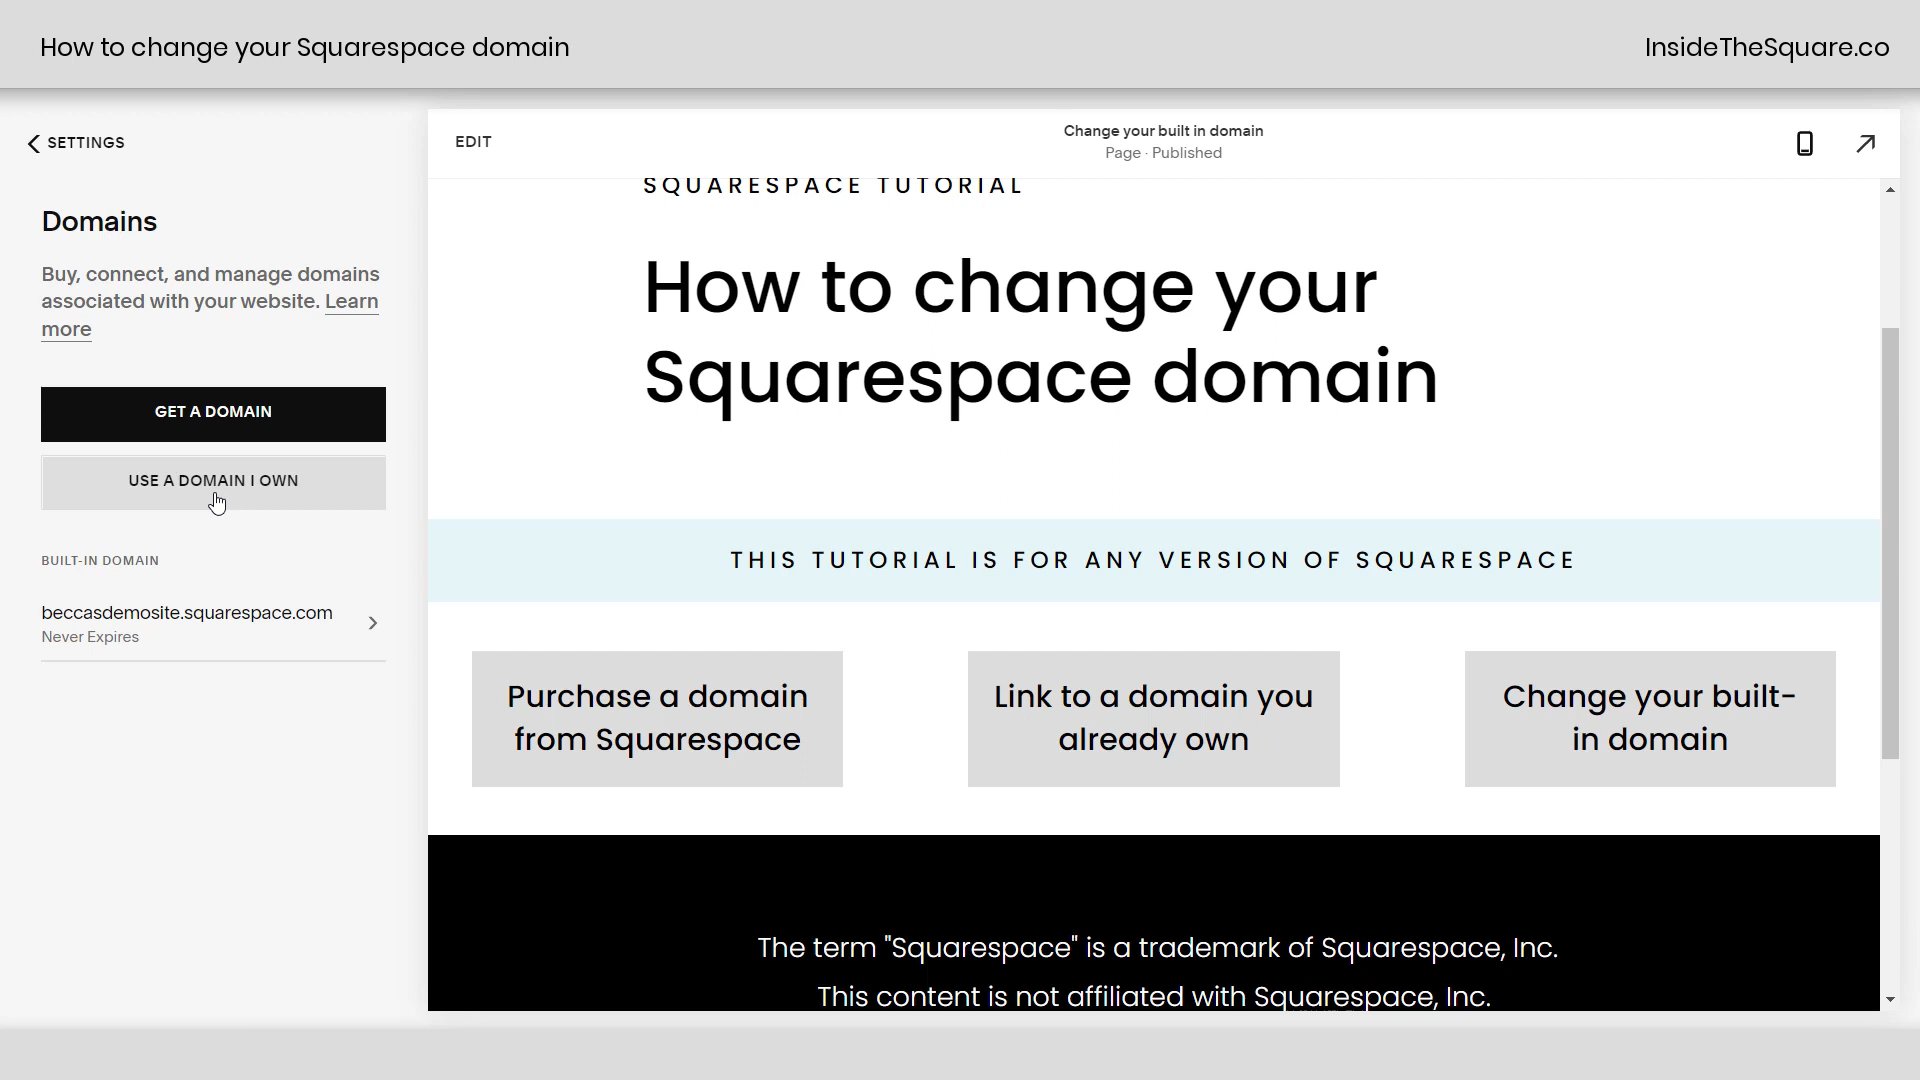 How to change your Squarespace domain
InsideTheSquare.co
SETTINGS
Domains
Buy, connect, and manage domains
associated with your website. Learn
more
GET A DOMAIN
USE A DOMAIN I OWN
BUILT-IN DOMAIN
beccasdemosite.squarespace.com
Never Expires
EDIT
Change your built in domain
Page · Published
SQUARESPACE TUTORIAL
How to change your
Squarespace domain
THIS TUTORIAL IS FOR ANY VERSION OF SQUARESPACE
Purchase a domain
from Squarespace
Link to a domain you
already own
Change your built-
in domain
The term "Squarespace" is a trademark of Squarespace, Inc.
This content is not affiliated with Squarespace, Inc.